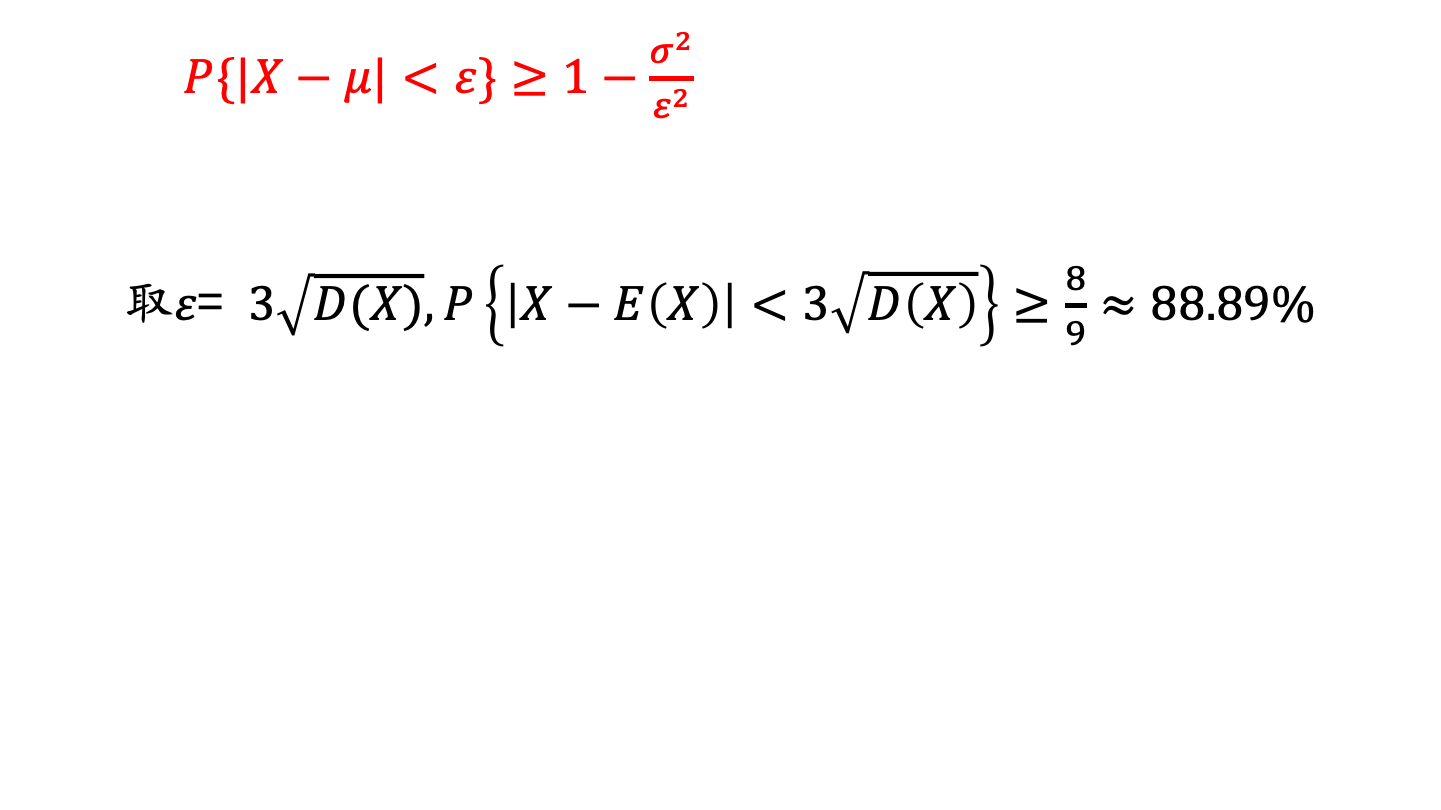 P{|X − μ| < ε} ≥ 1 − σ²/ε²
取ε= 3√D(X), P{|X − E(X)| < 3√D(X)} ≥ 8/9 ≈ 88.89%